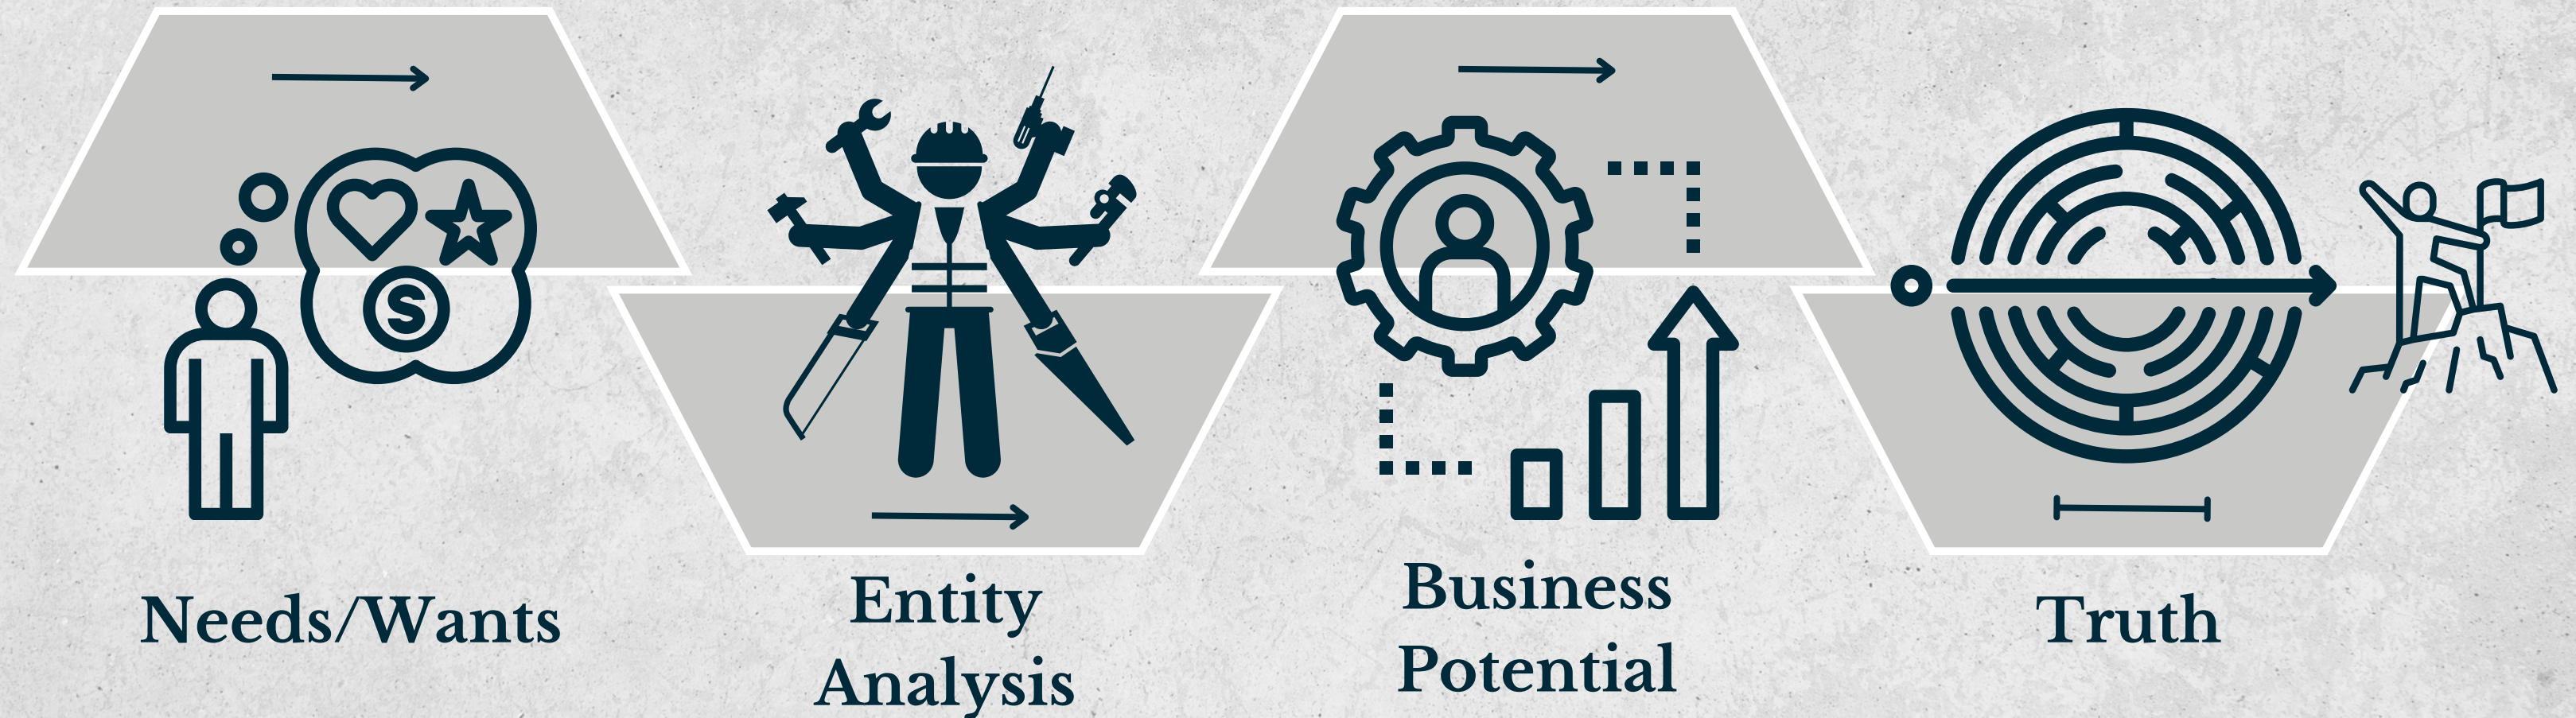 S
Needs/Wants
Entity
Analysis
Business
Potential
Truth